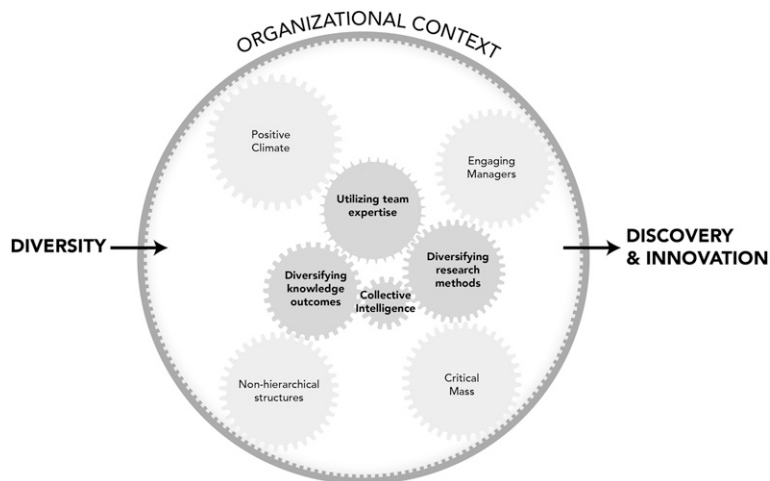 ORGANIZATIONAL CONTEXT
Positive
Climate
Engaging
Managers
Utilizing team
expertise
DIVERSITY
DISCOVERY
& INNOVATION
Diversifying
knowledge
outcomes
Collective
Intelligence
Diversifying
research
methods
Non-hierarchical
structures
Critical
Mass